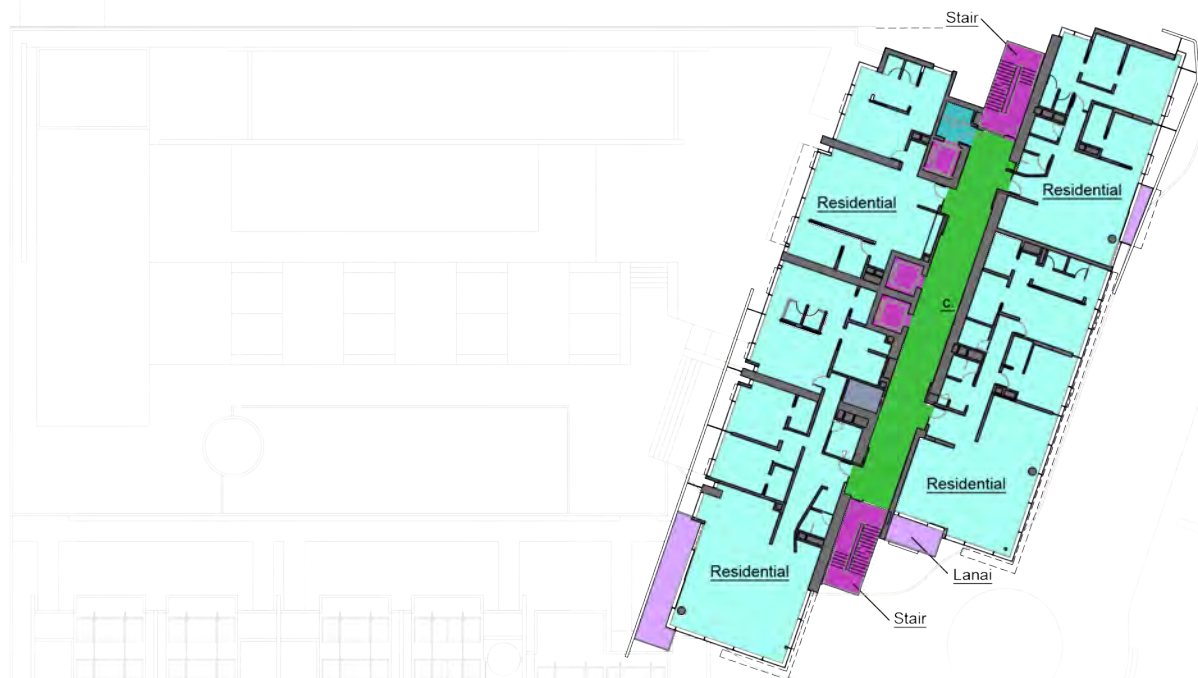 Stair
Residential
Residential
c.
Residential
Residential
Lanai
Stair